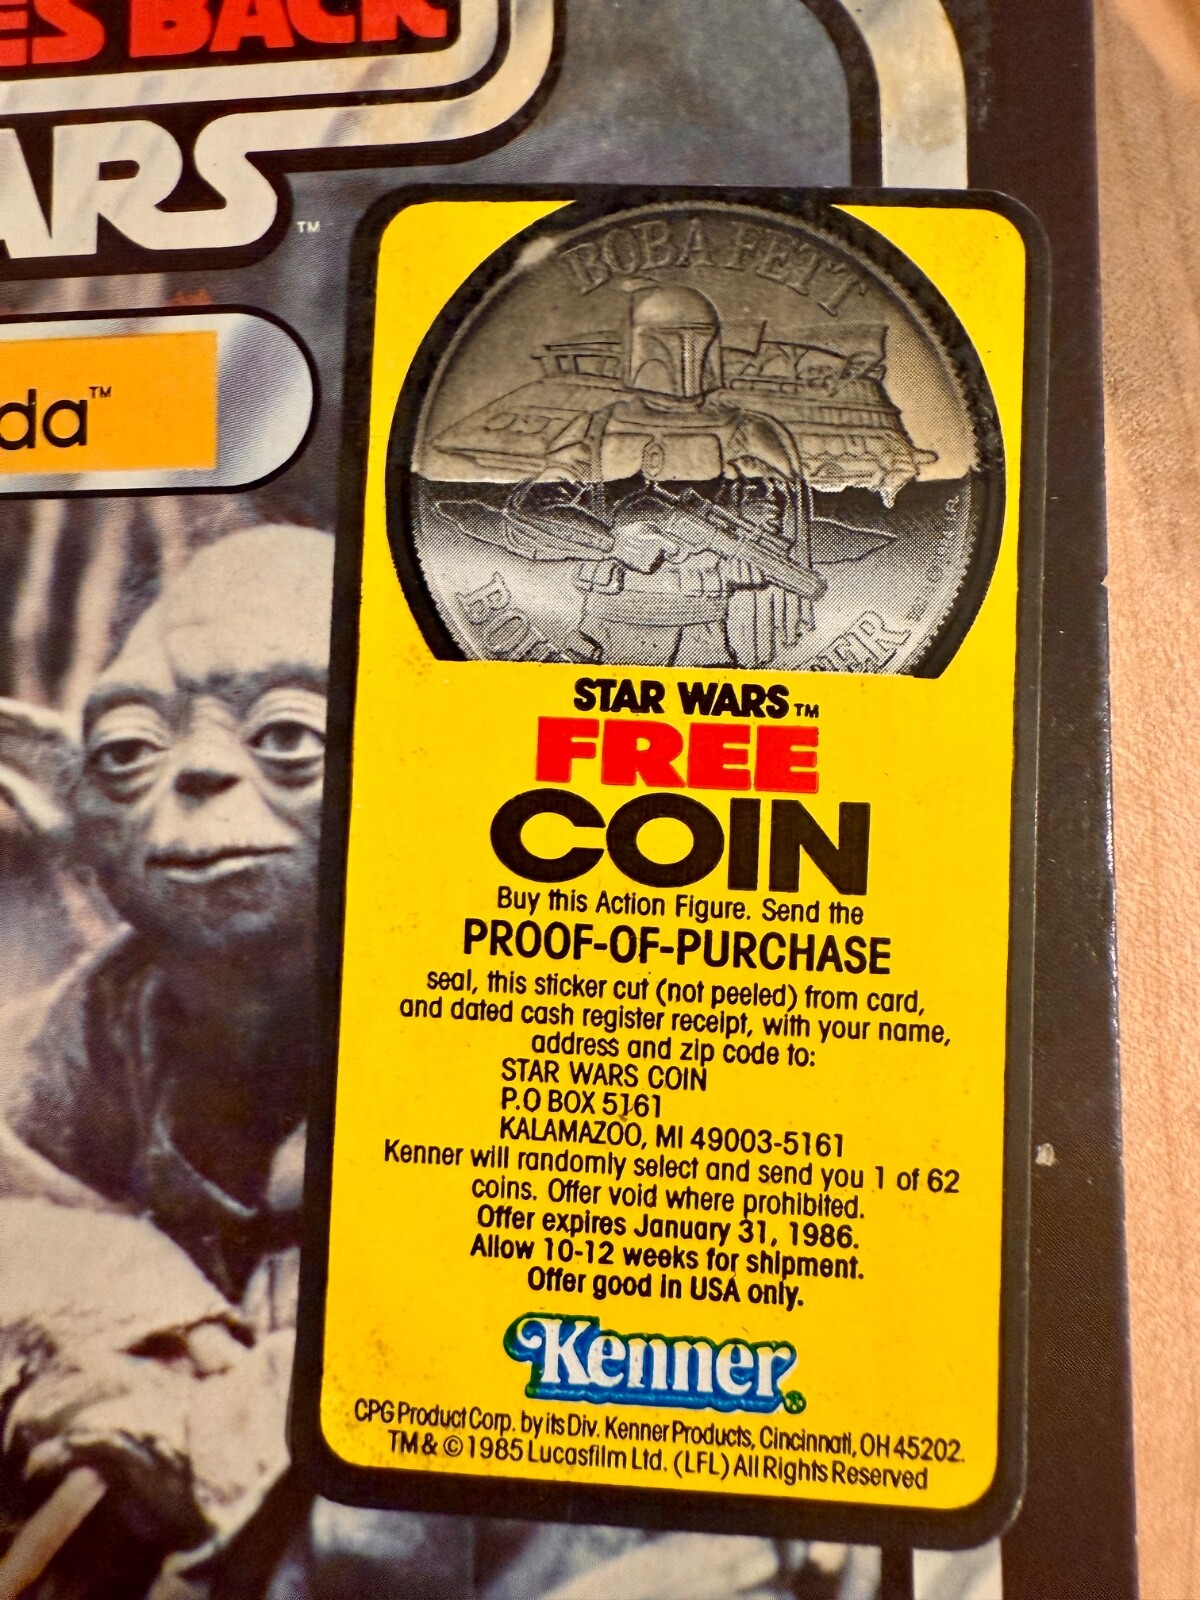 ES BACK
ARS
TM
da™
BOBA FETT
BOU
TER
STAR WARS TM
FREE
COIN
Buy this Action Figure. Send the
PROOF-OF-PURCHASE
seal, this sticker cut (not peeled) from card,
and dated cash register receipt, with your name,
address and zip code to:
STAR WARS COIN
P.O BOX 5161
KALAMAZOO, MI 49003-5161
Kenner will randomly select and send you 1 of 62
coins. Offer void where prohibited.
Offer expires January 31, 1986.
Allow 10-12 weeks for shipment.
Offer good in USA only.
Kenner®
CPG Product Corp. by its Div. Kenner Products, Cincinnati, OH 45202.
TM & © 1985 Lucasfilm Ltd. (LFL) All Rights Reserved